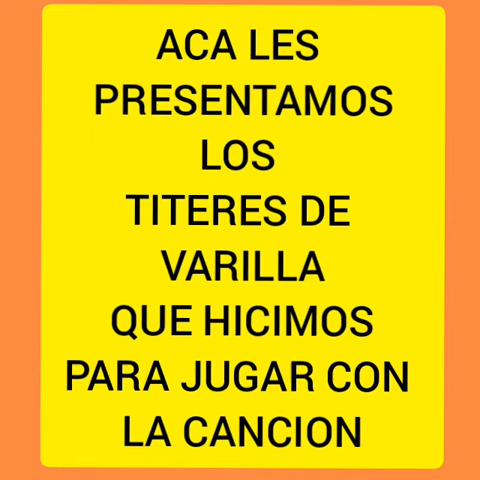 ACA LES
PRESENTAMOS
LOS
TITERES DE
VARILLA
QUE HICIMOS
PARA JUGAR CON
LA CANCION